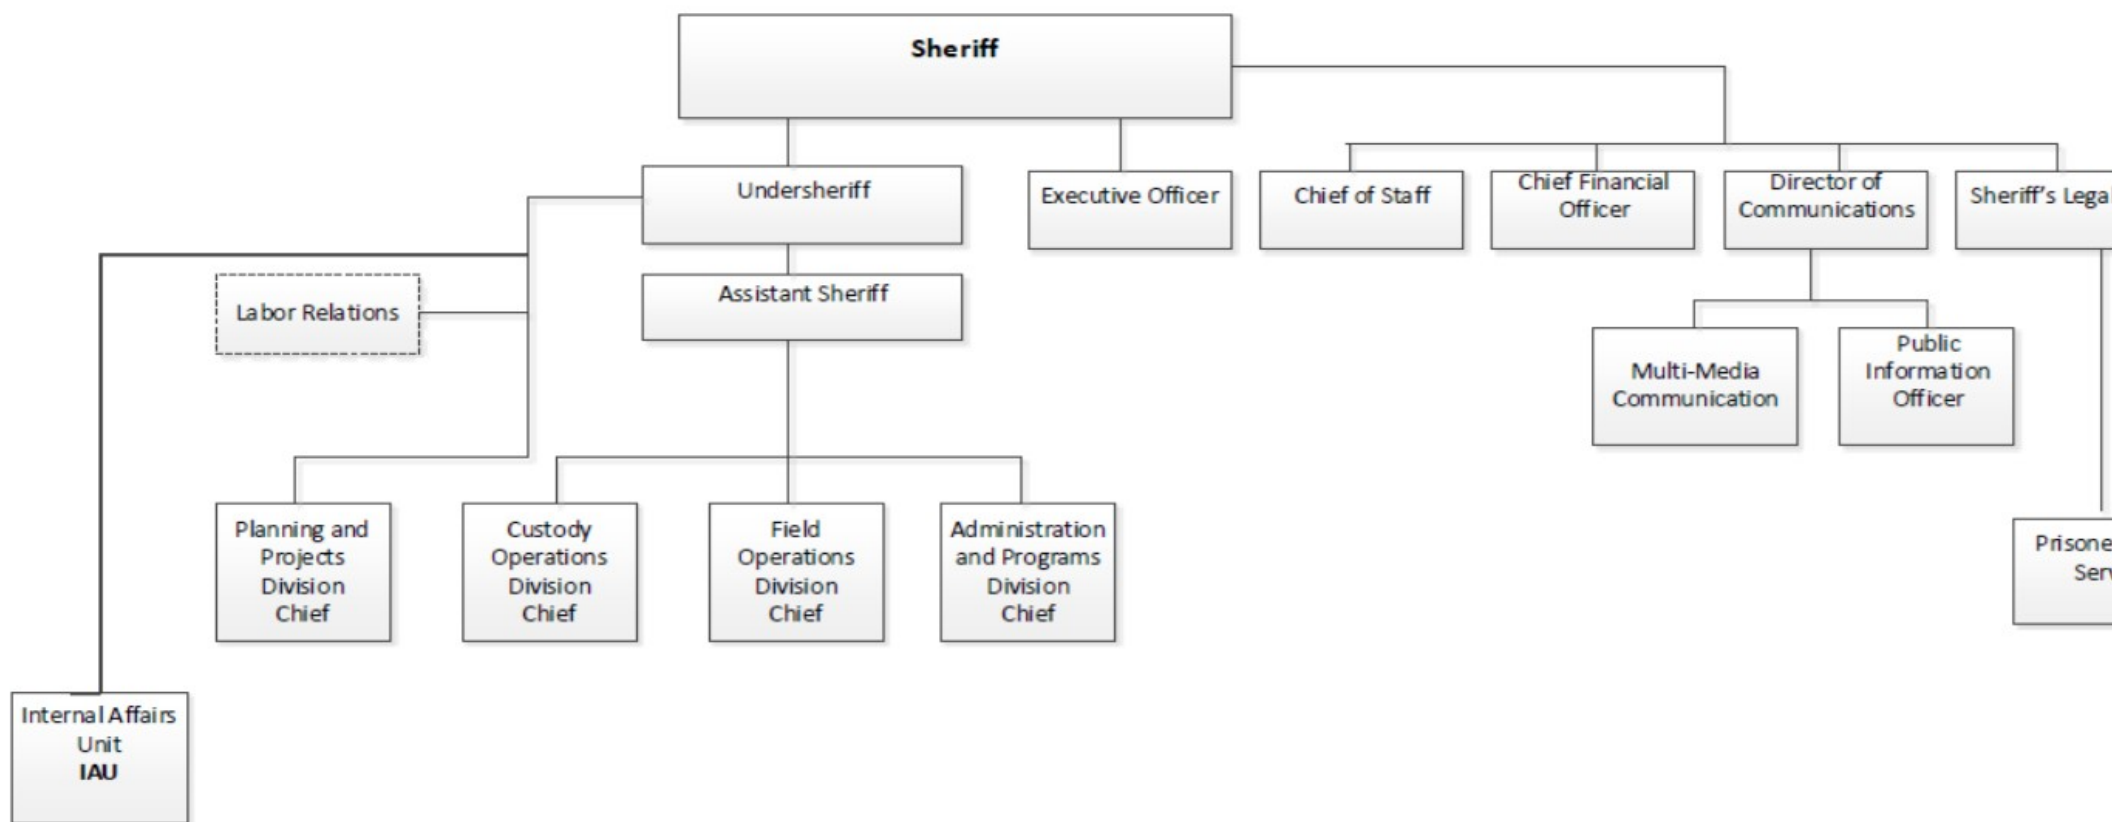 Sheriff
Undersheriff
Executive Officer
Chief of Staff
Chief Financial
Officer
Director of
Communications
Sheriff's Legal
Labor Relations
Assistant Sheriff
Multi-Media
Communication
Public
Information
Officer
Planning and
Projects
Division
Chief
Custody
Operations
Division
Chief
Field
Operations
Division
Chief
Administration
and Programs
Division
Chief
Internal Affairs
Unit
IAU